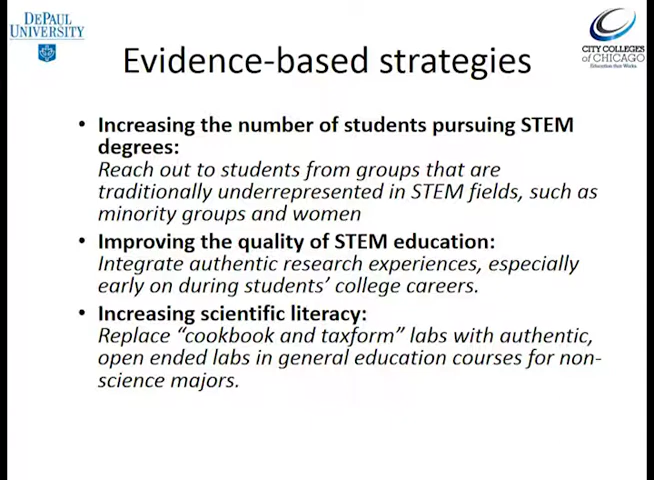 DEPAUL
UNIVERSITY
CITY COLLEGES
of CHICAGO
Education that Works
Evidence-based strategies
• Increasing the number of students pursuing STEM
degrees:
Reach out to students from groups that are
traditionally underrepresented in STEM fields, such as
minority groups and women
• Improving the quality of STEM education:
Integrate authentic research experiences, especially
early on during students’ college careers.
• Increasing scientific literacy:
Replace “cookbook and taxform” labs with authentic,
open ended labs in general education courses for non-
science majors.